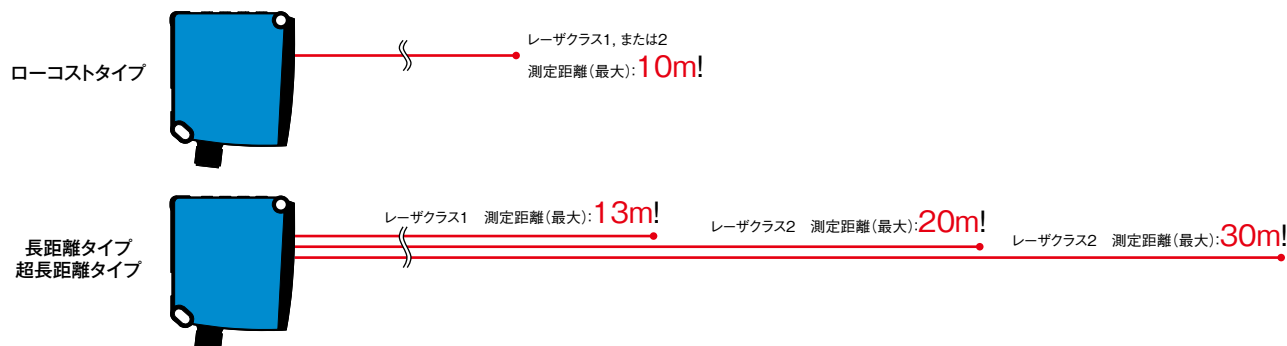 ローコストタイプ
レーザクラス1, または2
測定距離(最大):10m!
長距離タイプ
超長距離タイプ
レーザクラス1 測定距離(最大):13m!
レーザクラス2 測定距離(最大):20m!
レーザクラス2 測定距離(最大):30m!